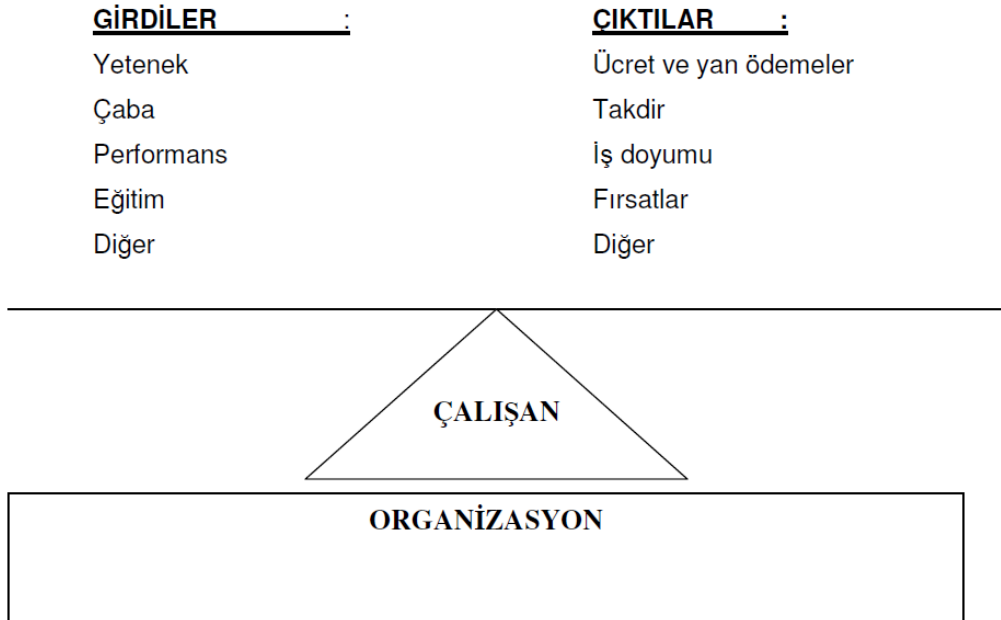 GİRDİLER :
Yetenek
Çaba
Performans
Eğitim
Diğer
ÇIKTILAR :
Ücret ve yan ödemeler
Takdir
İş doyumu
Fırsatlar
Diğer
ÇALIŞAN
ORGANİZASYON